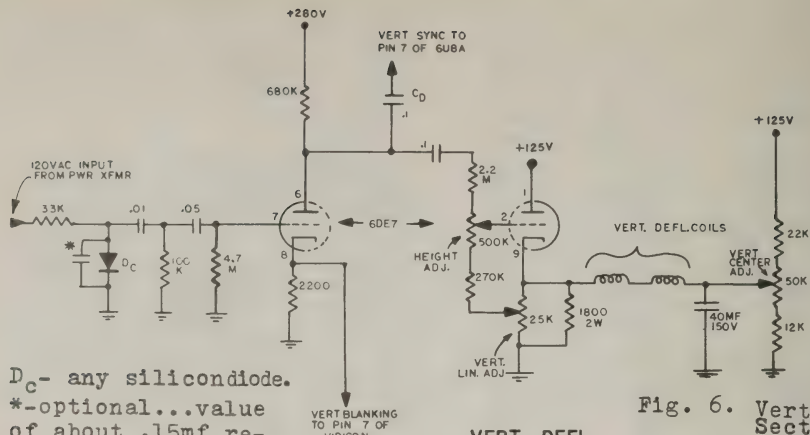 +280V
VERT SYNC TO
PIN 7 OF 6U8A
680K
C_D
.1
.1
120VAC INPUT
FROM PWR XFMR
33K
.01
.05
*
D_C
100
K
4.7
M
6
7
8
2200
6DE7
2.2
M
HEIGHT
ADJ.
500K
270K
+125V
1
2
9
25K
VERT.
LIN. ADJ
1800
2W
VERT. DEFL.COILS
40MF
150V
+125V
22K
VERT
CENTER
ADJ.
50K
12K
D_C- any silicondiode.
*-optional...value
of about .15mf re-
VERT BLANKING
TO PIN 7 OF
VERT. DEFL.
Fig. 6. Vert
Sect